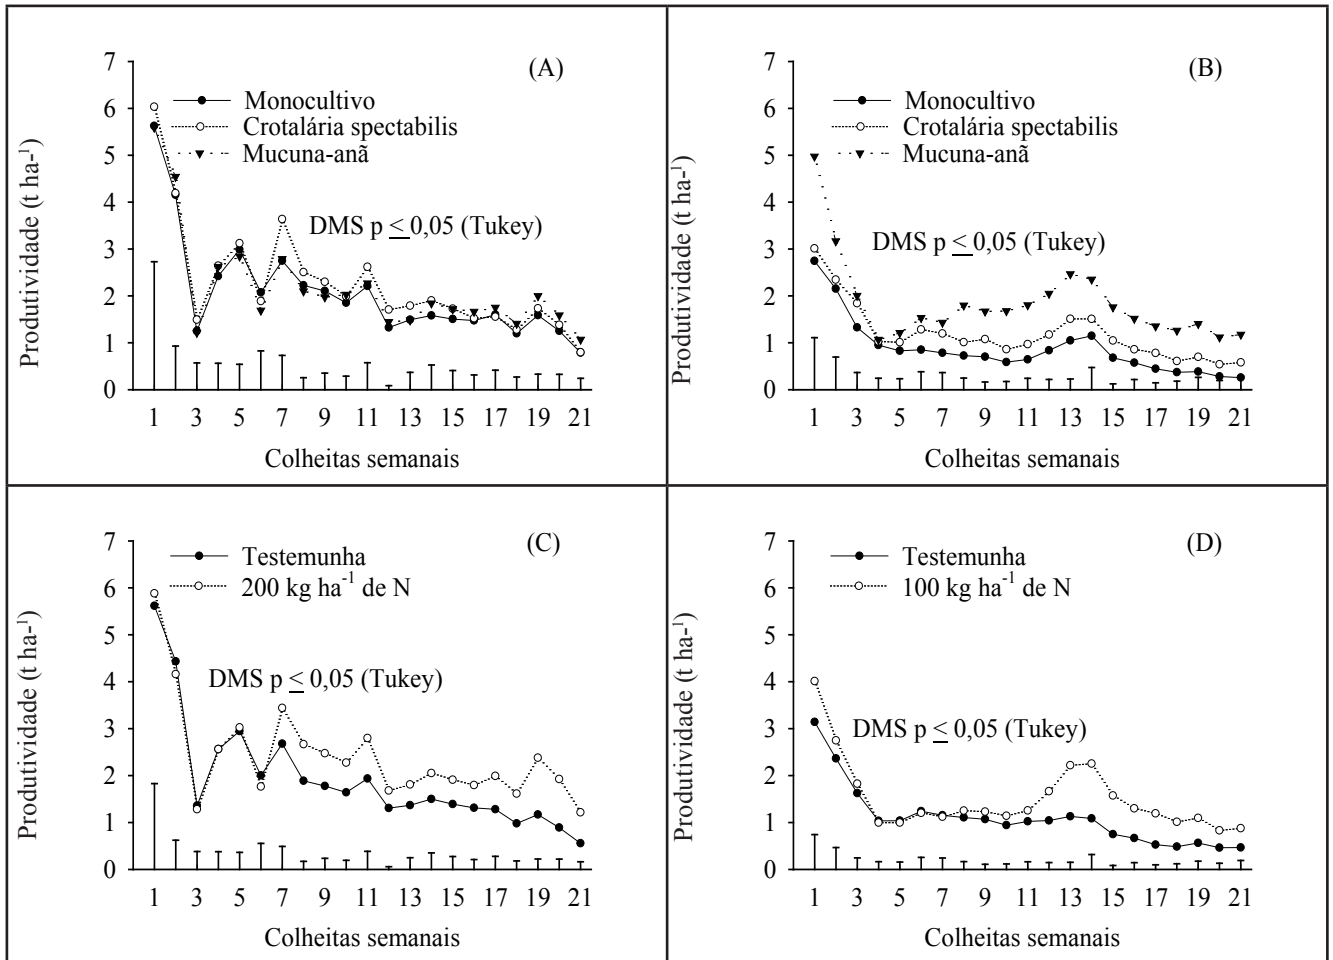 (A)
Monocultivo
Crotalária spectabilis
Mucuna-anã
DMS p ≤ 0,05 (Tukey)
Produtividade (t ha-¹)
7
6
5
4
3
2
1
0
1 3 5 7 9 11 13 15 17 19 21
Colheitas semanais
(B)
Monocultivo
Crotalária spectabilis
Mucuna-anã
DMS p ≤ 0,05 (Tukey)
Produtividade (t ha-¹)
7
6
5
4
3
2
1
0
1 3 5 7 9 11 13 15 17 19 21
Colheitas semanais
(C)
Testemunha
200 kg ha⁻¹ de N
DMS p ≤ 0,05 (Tukey)
Produtividade (t ha-¹)
7
6
5
4
3
2
1
0
1 3 5 7 9 11 13 15 17 19 21
Colheitas semanais
(D)
Testemunha
100 kg ha⁻¹ de N
DMS p ≤ 0,05 (Tukey)
Produtividade (t ha-¹)
7
6
5
4
3
2
1
0
1 3 5 7 9 11 13 15 17 19 21
Colheitas semanais